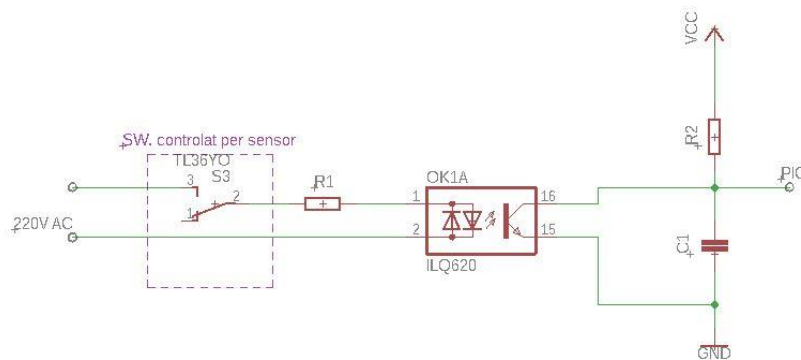 VCC
SW. controlat per sensor
TL36YO
S3
3
2
1
R1
220V AC
OK1A
1
2
16
15
ILQ620
R2
PIC
C1
GND